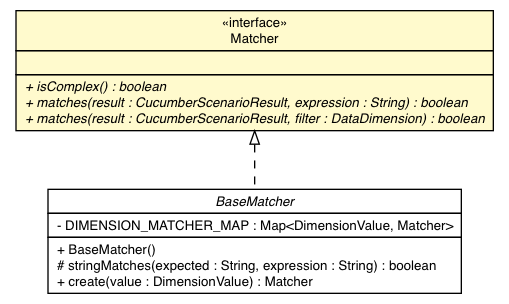 «interface»
Matcher
+ isComplex() : boolean
+ matches(result : CucumberScenarioResult, expression : String) : boolean
+ matches(result : CucumberScenarioResult, filter : DataDimension) : boolean
BaseMatcher
- DIMENSION_MATCHER_MAP : Map<DimensionValue, Matcher>
+ BaseMatcher()
# stringMatches(expected : String, expression : String) : boolean
+ create(value : DimensionValue) : Matcher